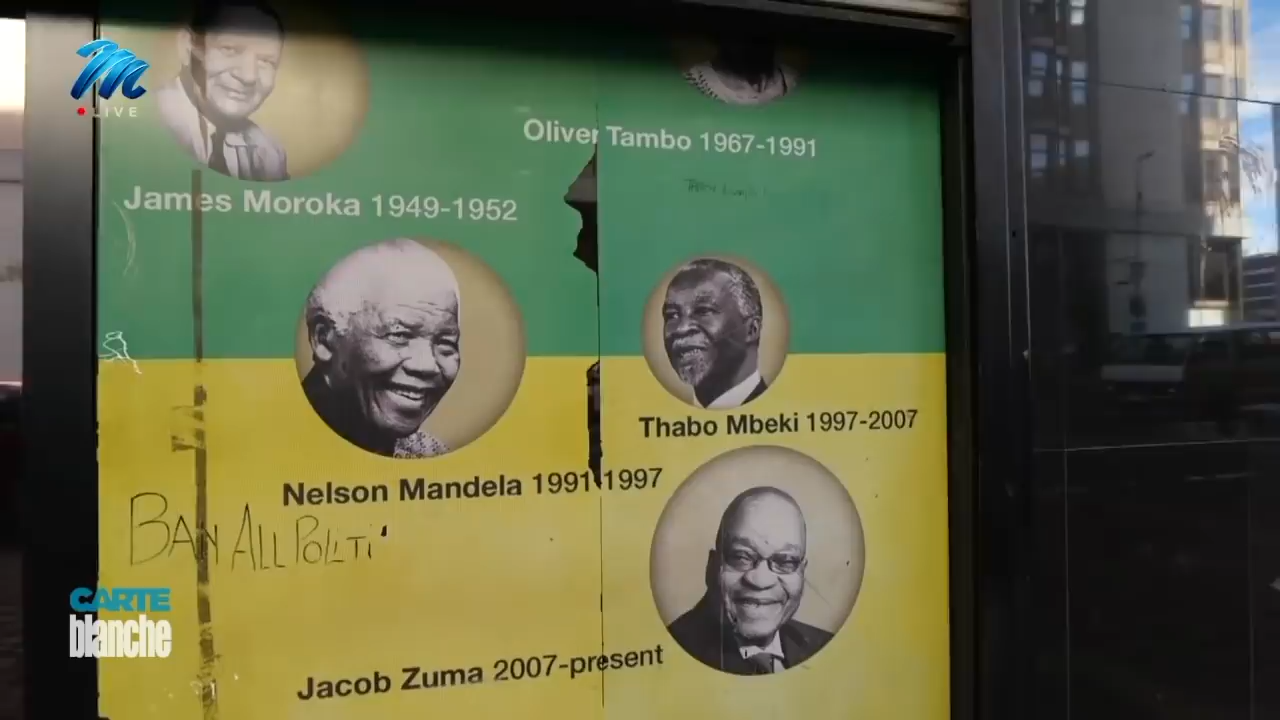 LIVE
Oliver Tambo 1967-1991
James Moroka 1949-1952
Thabo Mbeki 1997-2007
Nelson Mandela 1991-1997
BAN ALL POLITI
Jacob Zuma 2007-present
CARTE
blanche